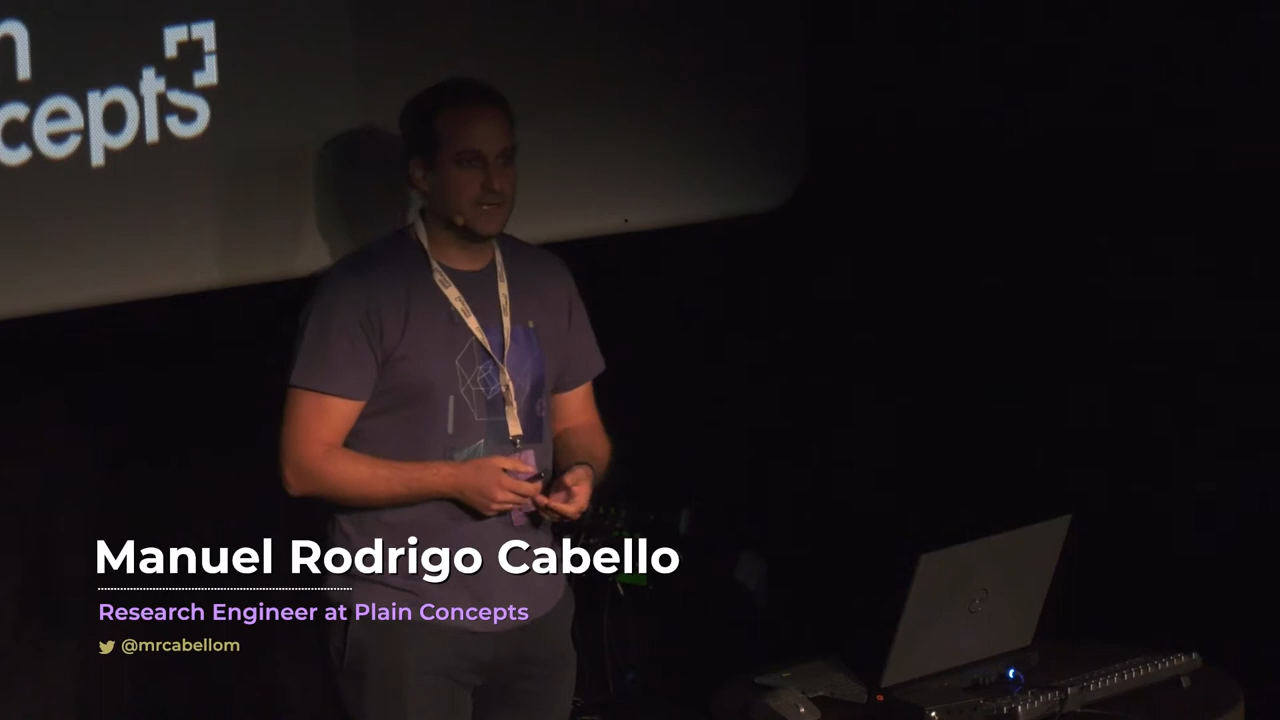 n
cepts
Manuel Rodrigo Cabello
Research Engineer at Plain Concepts
@mrcabellom